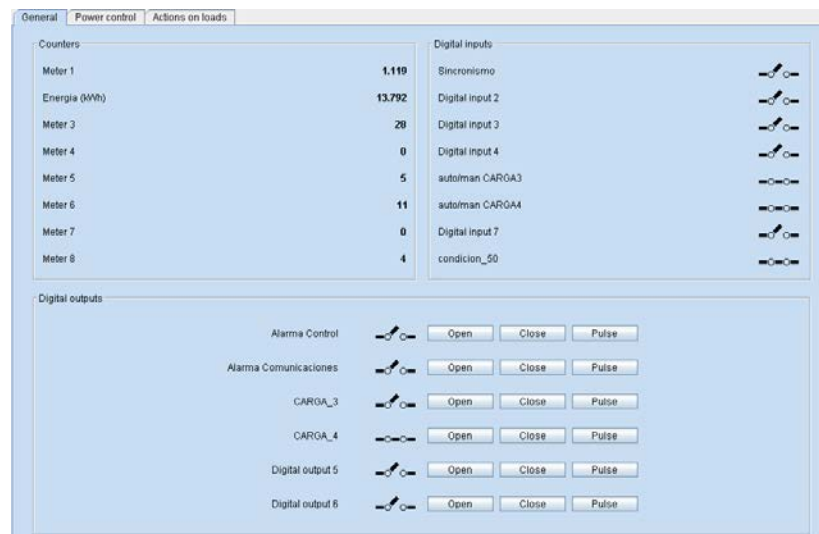 General Power control Actions on loads
Counters
Meter 1 1.119
Energia (kWh) 13.792
Meter 3 28
Meter 4 0
Meter 5 5
Meter 6 11
Meter 7 0
Meter 8 4
Digital inputs
Sincronismo
Digital input 2
Digital input 3
Digital input 4
auto/man CARGA3
auto/man CARGA4
Digital input 7
condicion_50
Digital outputs
Alarma Control Open Close Pulse
Alarma Comunicaciones Open Close Pulse
CARGA_3 Open Close Pulse
CARGA_4 Open Close Pulse
Digital output 5 Open Close Pulse
Digital output 6 Open Close Pulse